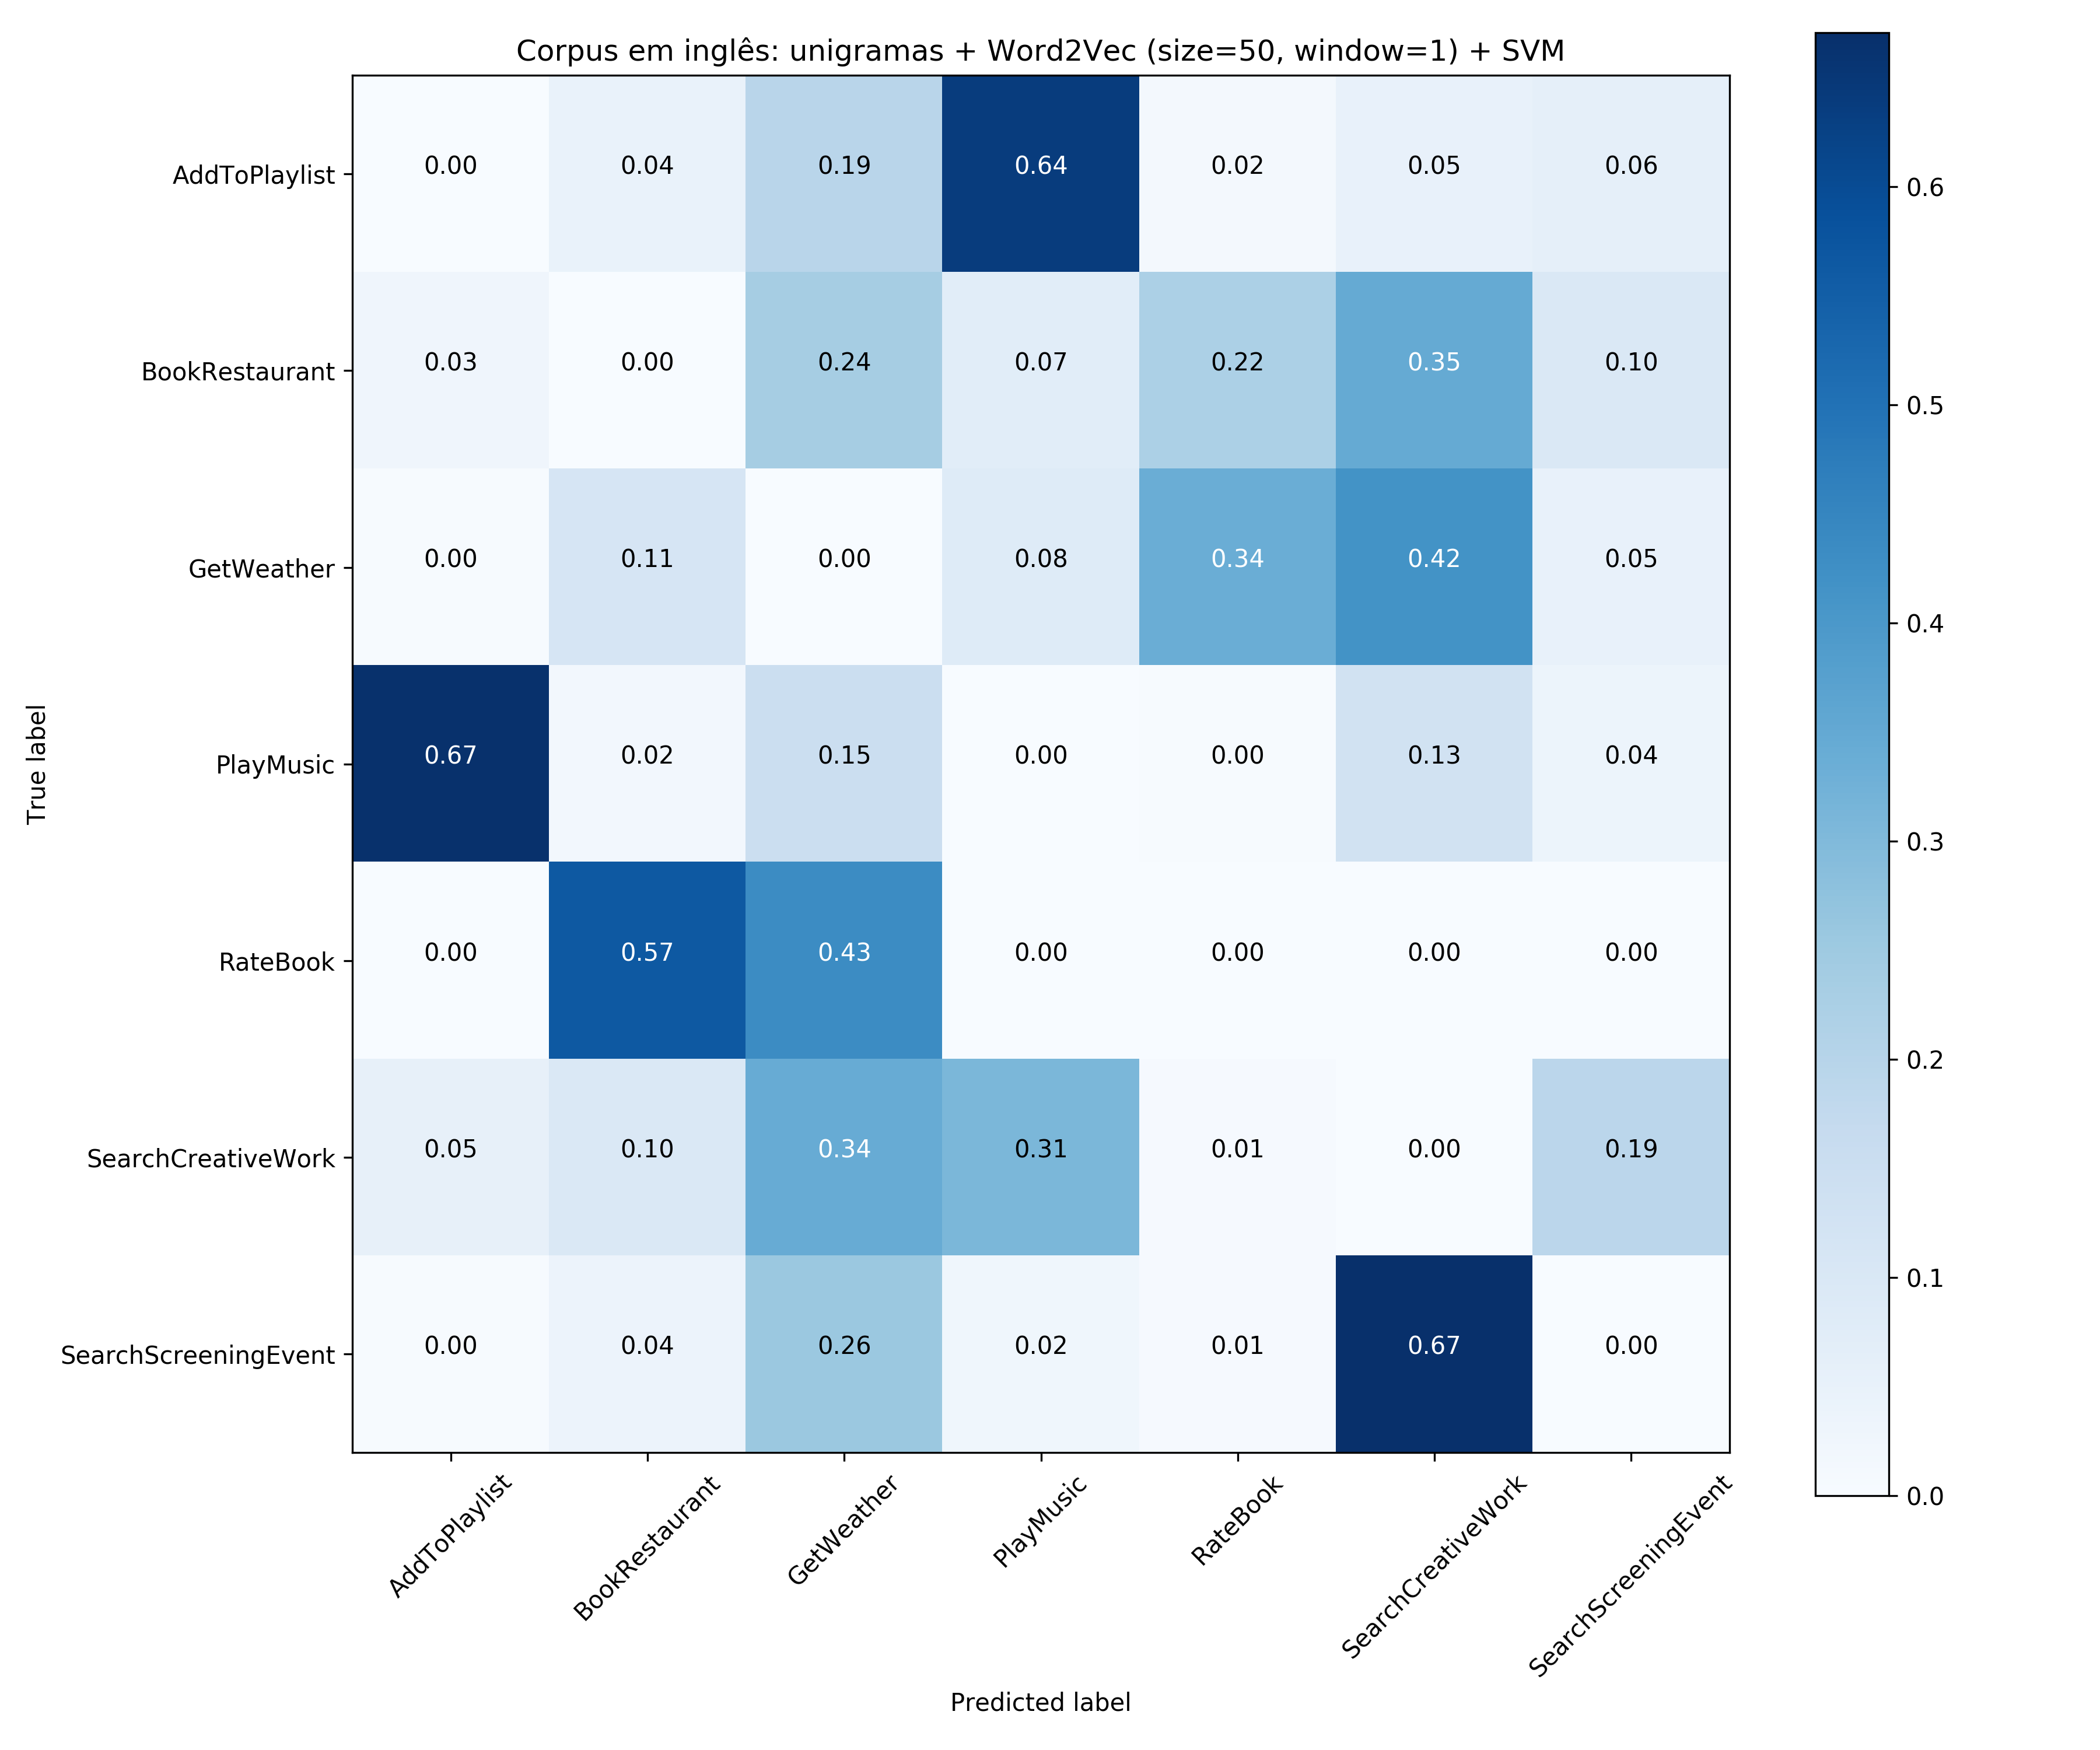 Corpus em inglês: unigramas + Word2Vec (size=50, window=1) + SVM
AddToPlaylist 0.00 0.04 0.19 0.64 0.02 0.05 0.06
BookRestaurant 0.03 0.00 0.24 0.07 0.22 0.35 0.10
GetWeather 0.00 0.11 0.00 0.08 0.34 0.42 0.05
PlayMusic 0.67 0.02 0.15 0.00 0.00 0.13 0.04
RateBook 0.00 0.57 0.43 0.00 0.00 0.00 0.00
SearchCreativeWork 0.05 0.10 0.34 0.31 0.01 0.00 0.19
SearchScreeningEvent 0.00 0.04 0.26 0.02 0.01 0.67 0.00
True label
AddToPlaylist
BookRestaurant
GetWeather
PlayMusic
RateBook
SearchCreativeWork
SearchScreeningEvent
Predicted label
0.6
0.5
0.4
0.3
0.2
0.1
0.0